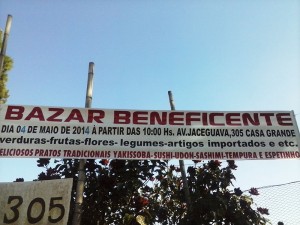 BAZAR BENEFICENTE
DIA 04 DE MAIO DE 2014 À PARTIR DAS 10:00 Hs. AV.JACEGUAVA,305 CASA GRANDE
verduras-frutas-flores- legumes-artigos importados e etc.
DELICIOSOS PRATOS TRADICIONAIS YAKISSOBA-SUSHI-UDON-SASHIMI-TEMPURA E ESPETINHO
305